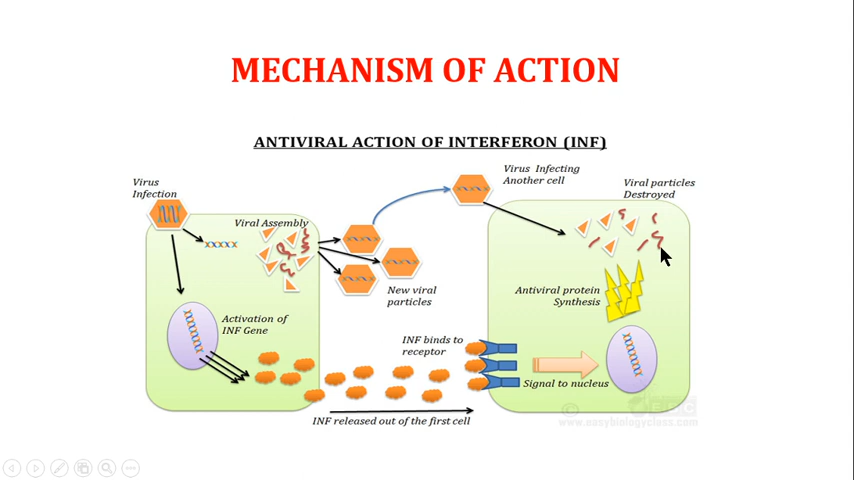 MECHANISM OF ACTION
ANTIVIRAL ACTION OF INTERFERON (INF)
Virus
Infection
Viral Assembly
Virus Infecting
Another cell
Viral particles
Destroyed
New viral
particles
Antiviral protein
Synthesis
Activation of
INF Gene
INF binds to
receptor
Signal to nucleus
INF released out of the first cell
©
www.easybiologyclass.com